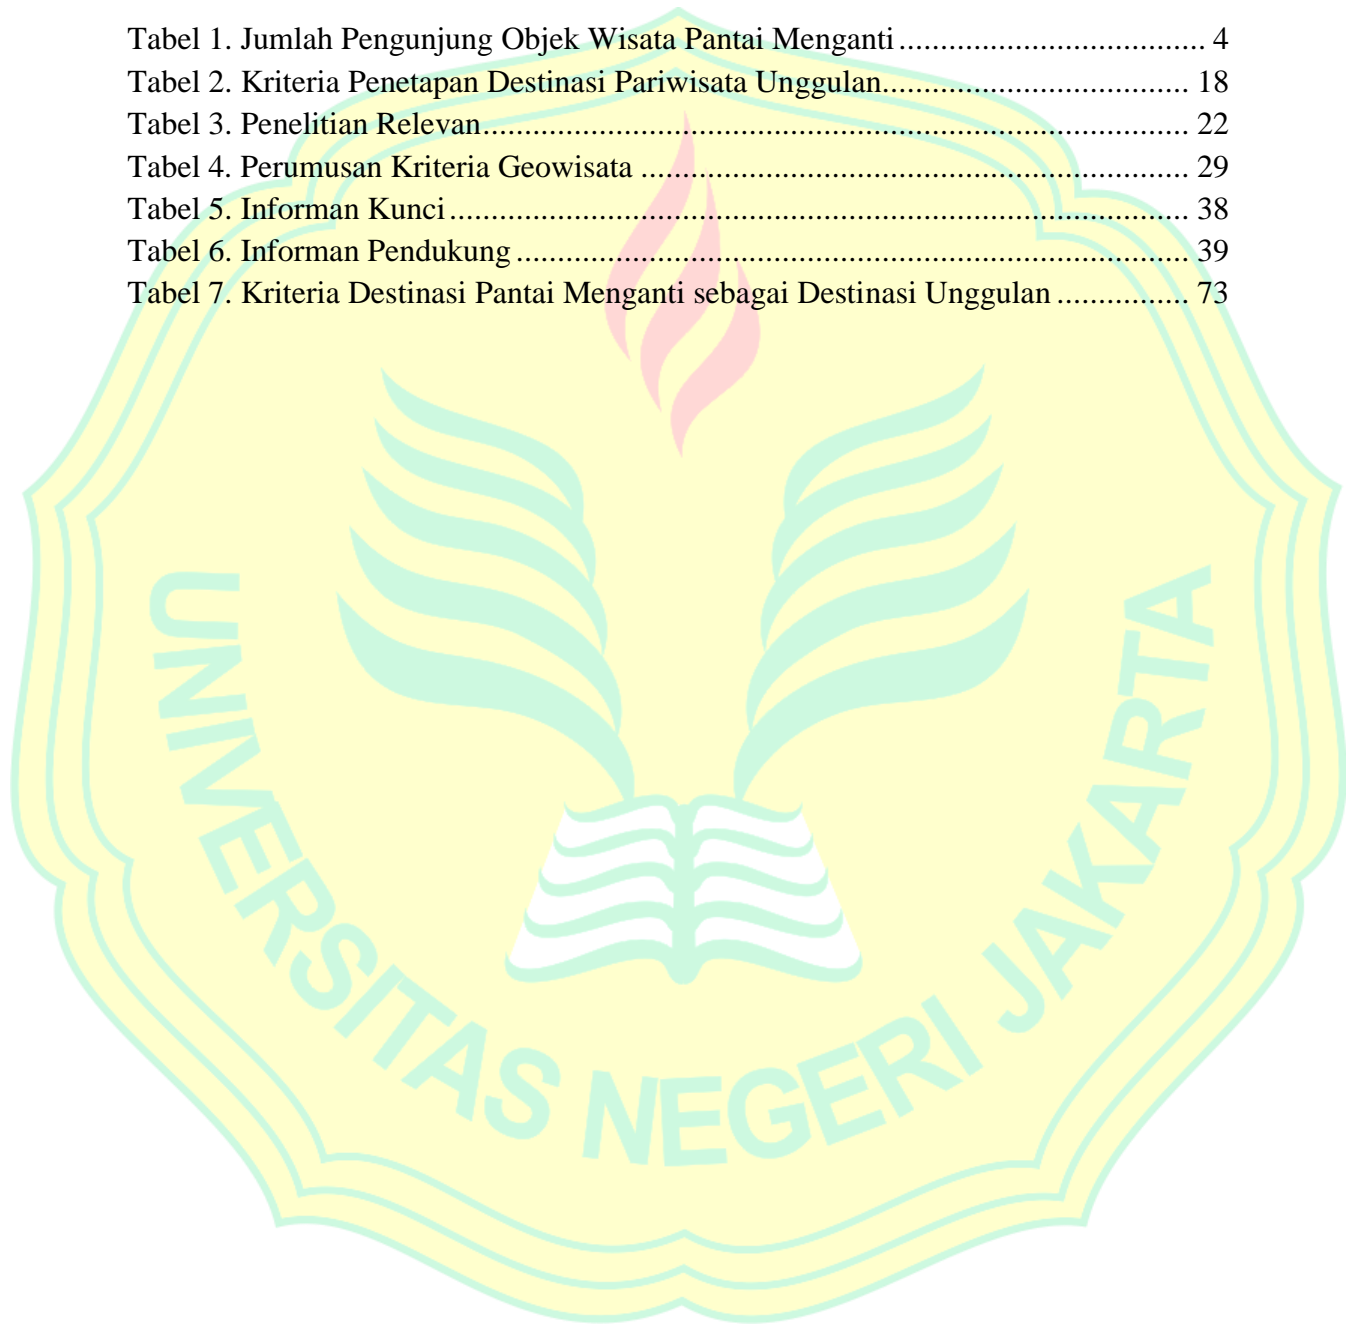 Tabel 1. Jumlah Pengunjung Objek Wisata Pantai Menganti..................................... 4
Tabel 2. Kriteria Penetapan Destinasi Pariwisata Unggulan..................................... 18
Tabel 3. Penelitian Relevan..................................................................................... 22
Tabel 4. Perumusan Kriteria Geowisata .................................................................. 29
Tabel 5. Informan Kunci......................................................................................... 38
Tabel 6. Informan Pendukung ................................................................................. 39
Tabel 7. Kriteria Destinasi Pantai Menganti sebagai Destinasi Unggulan ................ 73
UNIVERSITAS NEGERI JAKARTA